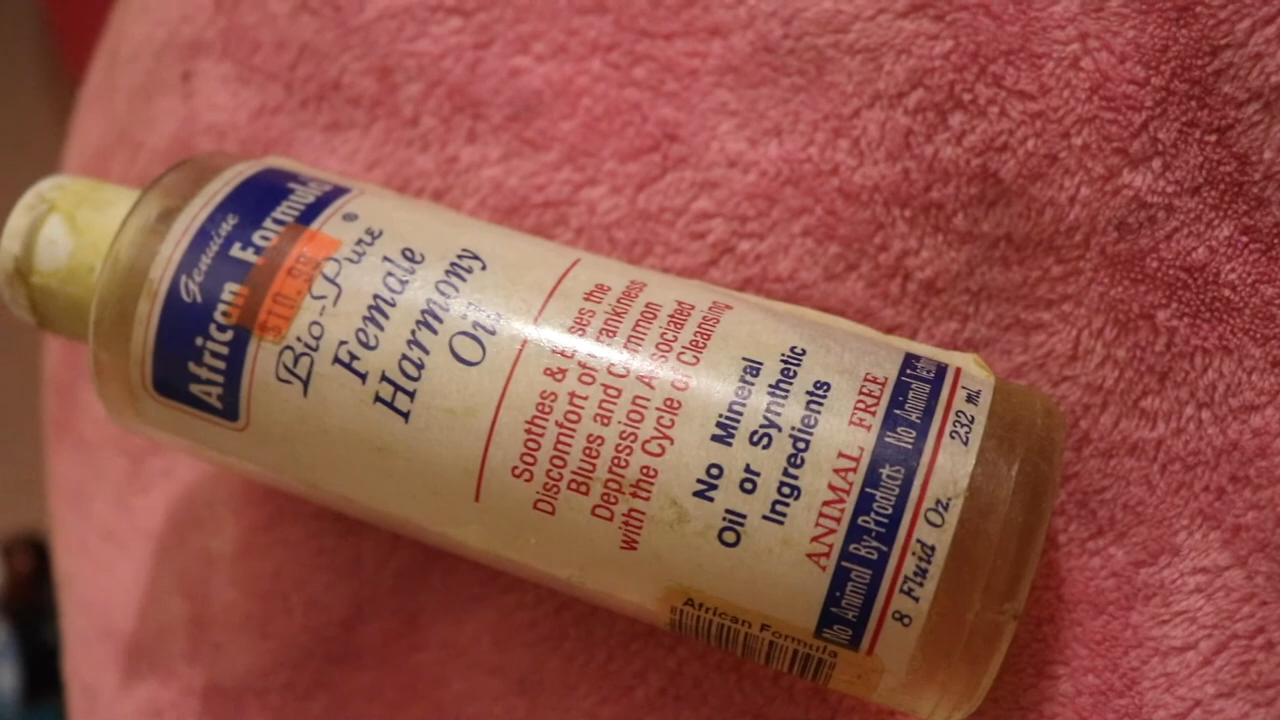 Genuine
African Formula
$10.99
®
Bio-Pure
Female
Harmony
Oil
Soothes & Eases the
Discomfort of Crankiness
Blues and Common
Depression Associated
with the Cycle of Cleansing
No Mineral
Oil or Synthetic
Ingredients
ANIMAL FREE
No Animal By-Products No Animal Testing
8 Fluid Oz. 232 ml.
African Formula